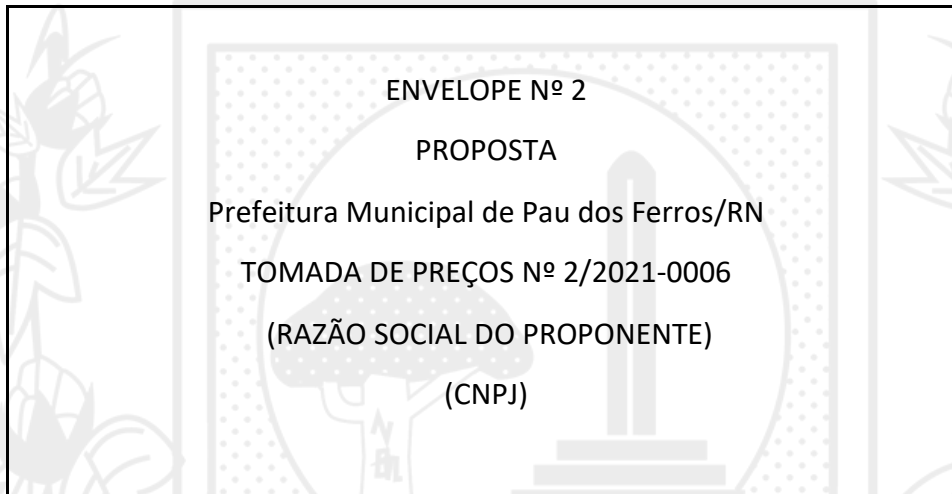 ENVELOPE Nº 2
PROPOSTA
Prefeitura Municipal de Pau dos Ferros/RN
TOMADA DE PREÇOS Nº 2/2021-0006
(RAZÃO SOCIAL DO PROPONENTE)
(CNPJ)